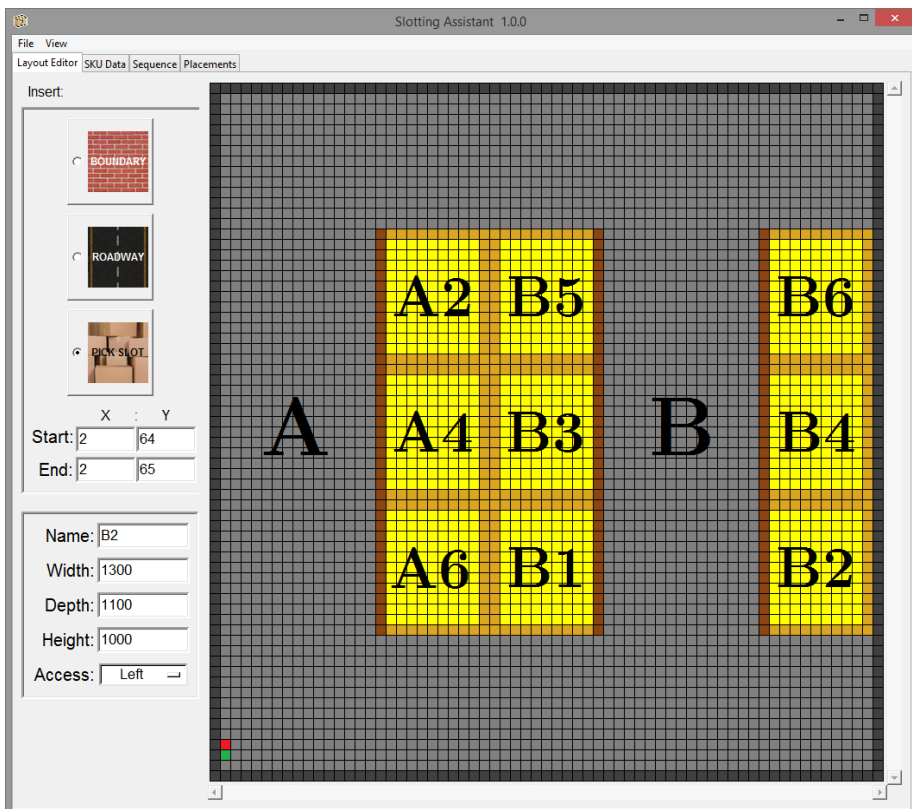 Slotting Assistant 1.0.0
File View
Layout Editor SKU Data Sequence Placements
Insert:
BOUNDARY
ROADWAY
PICK SLOT
X : Y
Start: 2 64
End: 2 65
Name: B2
Width: 1300
Depth: 1100
Height: 1000
Access: Left
A2 B5 B6
A A4 B3 B B4
A6 B1 B2